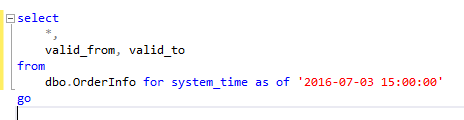 select
*,
valid_from, valid_to
from
dbo.OrderInfo for system_time as of '2016-07-03 15:00:00'
go